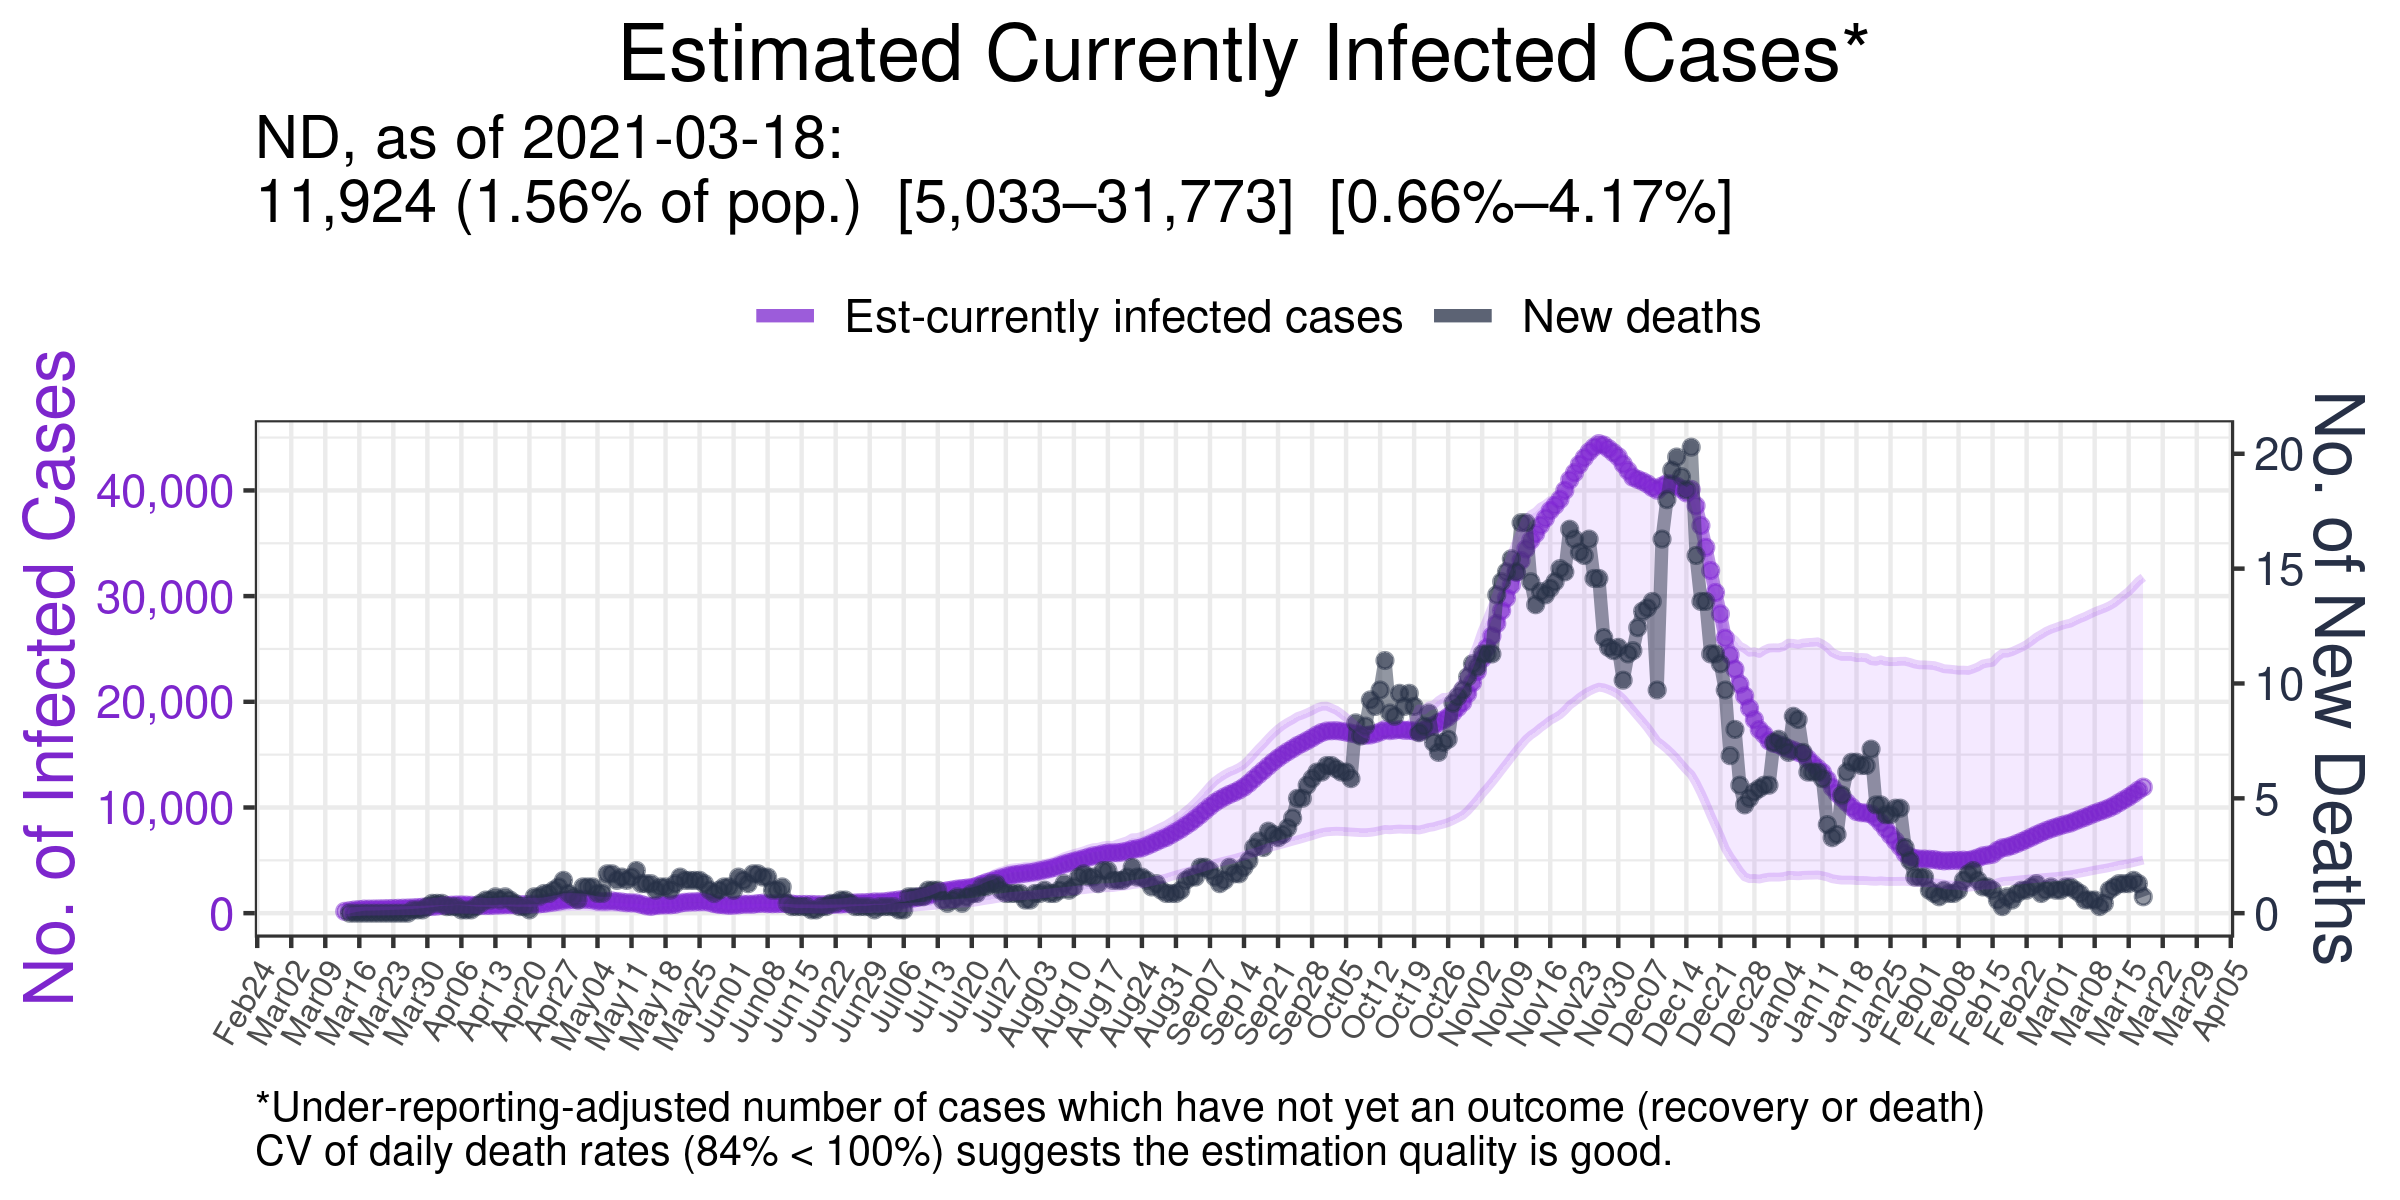 Estimated Currently Infected Cases*
ND, as of 2021-03-18:
11,924 (1.56% of pop.) [5,033–31,773] [0.66%–4.17%]
Est-currently infected cases New deaths
No. of Infected Cases
40,000
30,000
20,000
10,000
0
20
15
10
5
0
No. of New Deaths
Feb24 Mar02 Mar09 Mar16 Mar23 Mar30 Apr06 Apr13 Apr20 Apr27 May04 May11 May18 May25 Jun01 Jun08 Jun15 Jun22 Jun29 Jul06 Jul13 Jul20 Jul27 Aug03 Aug10 Aug17 Aug24 Aug31 Sep07 Sep14 Sep21 Sep28 Oct05 Oct12 Oct19 Oct26 Nov02 Nov09 Nov16 Nov23 Nov30 Dec07 Dec14 Dec21 Dec28 Jan04 Jan11 Jan18 Jan25 Feb01 Feb08 Feb15 Feb22 Mar01 Mar08 Mar15 Mar22 Mar29 Apr05
*Under-reporting-adjusted number of cases which have not yet an outcome (recovery or death)
CV of daily death rates (84% < 100%) suggests the estimation quality is good.